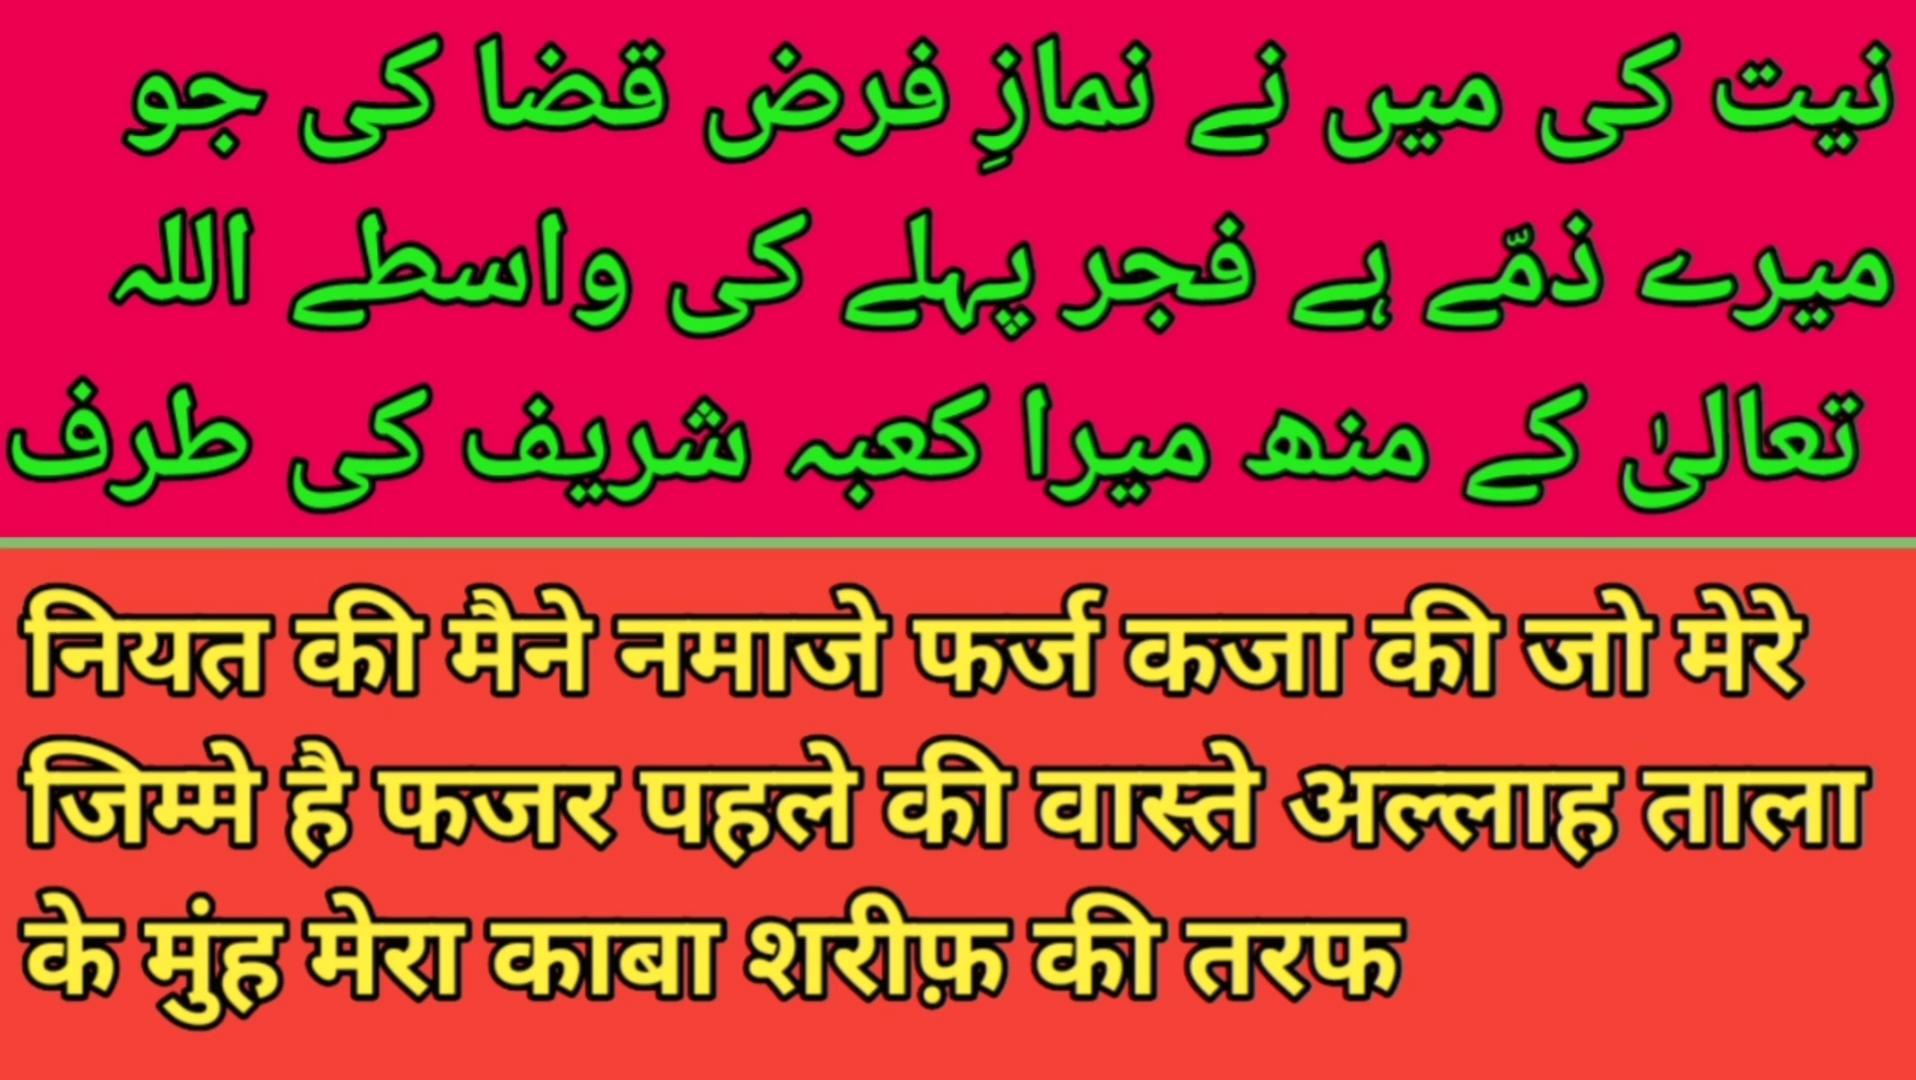 نیت کی میں نے نمازِ فرض قضا کی جو
میرے ذمّے ہے فجر پہلے کی واسطے اللہ
تعالیٰ کے منھ میرا کعبہ شریف کی طرف
नियत की मैने नमाजे फर्ज कजा की जो मेरे
जिम्मे है फजर पहले की वास्ते अल्लाह ताला
के मुंह मेरा काबा शरीफ़ की तरफ